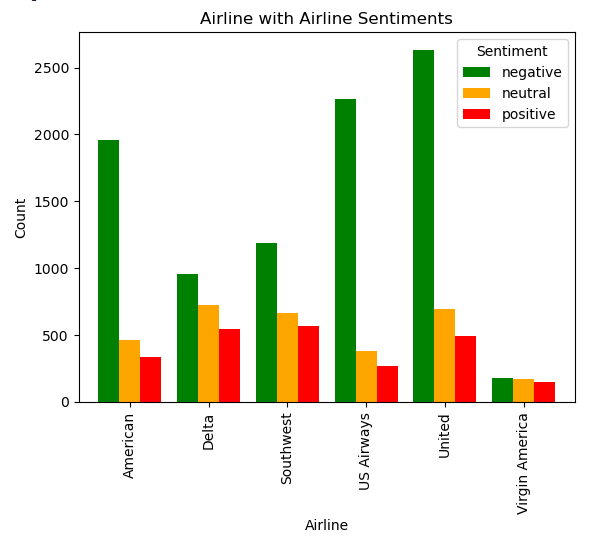 Airline with Airline Sentiments
Sentiment
negative
neutral
positive
Count
2500
2000
1500
1000
500
0
American
Delta
Southwest
US Airways
United
Virgin America
Airline